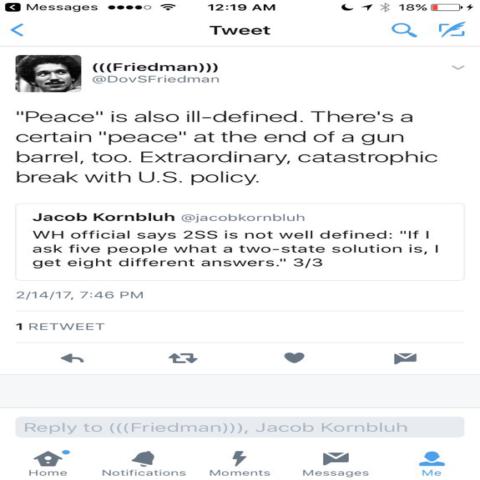 Messages 12:19 AM 18%
Tweet
(((Friedman)))
@DovSFriedman
"Peace" is also ill-defined. There's a
certain "peace" at the end of a gun
barrel, too. Extraordinary, catastrophic
break with U.S. policy.
Jacob Kornbluh @jacobkornbluh
WH official says 2SS is not well defined: "If I
ask five people what a two-state solution is, I
get eight different answers." 3/3
2/14/17, 7:46 PM
1 RETWEET
Reply to (((Friedman))), Jacob Kornbluh
Home Notifications Moments Messages Me